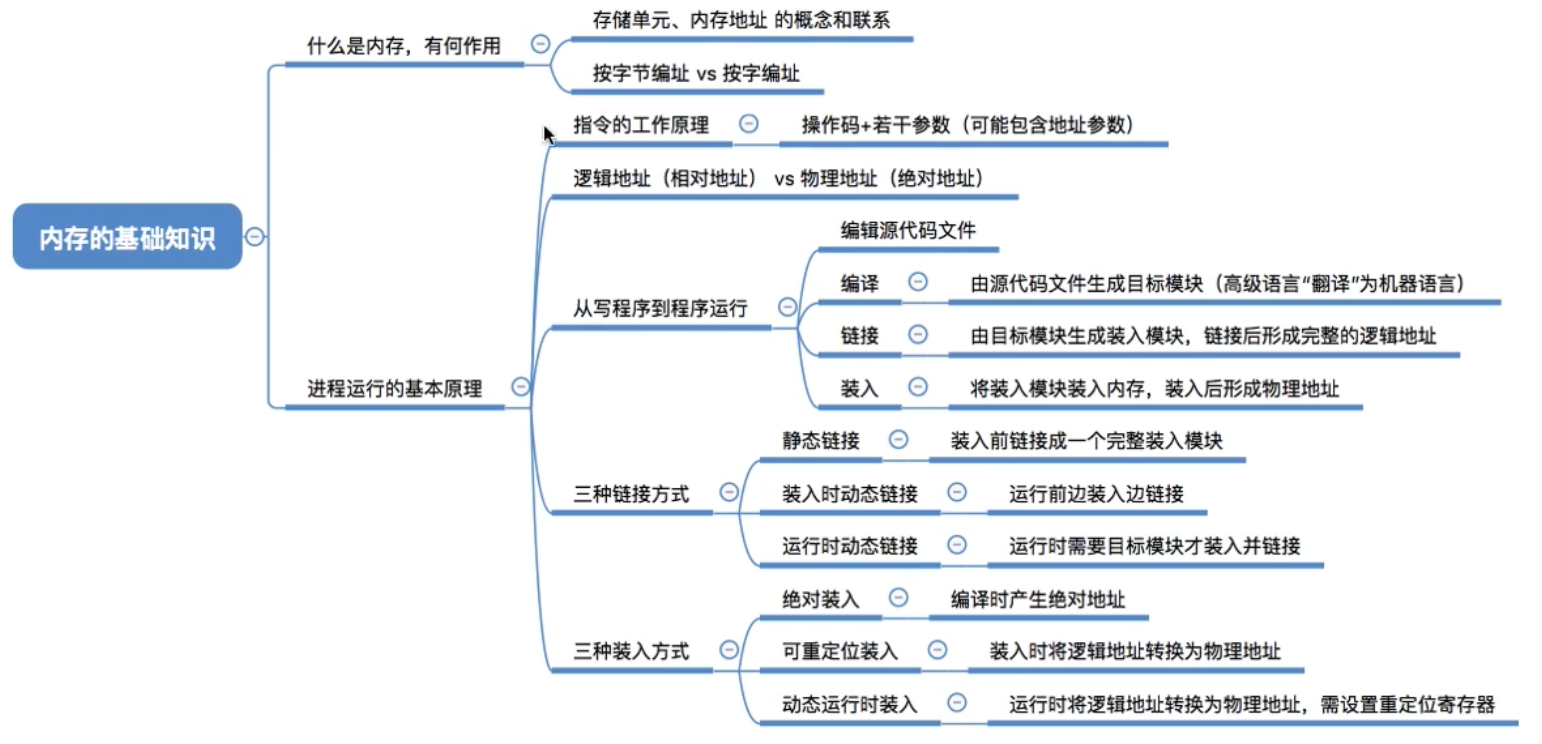 内存的基础知识
什么是内存，有何作用
存储单元、内存地址 的概念和联系
按字节编址 vs 按字编址
进程运行的基本原理
指令的工作原理
操作码+若干参数（可能包含地址参数）
逻辑地址（相对地址） vs 物理地址（绝对地址）
从写程序到程序运行
编辑源代码文件
编译
由源代码文件生成目标模块（高级语言“翻译”为机器语言）
链接
由目标模块生成装入模块，链接后形成完整的逻辑地址
装入
将装入模块装入内存，装入后形成物理地址
三种链接方式
静态链接
装入前链接成一个完整装入模块
装入时动态链接
运行前边装入边链接
运行时动态链接
运行时需要目标模块才装入并链接
三种装入方式
绝对装入
编译时产生绝对地址
可重定位装入
装入时将逻辑地址转换为物理地址
动态运行时装入
运行时将逻辑地址转换为物理地址，需设置重定位寄存器